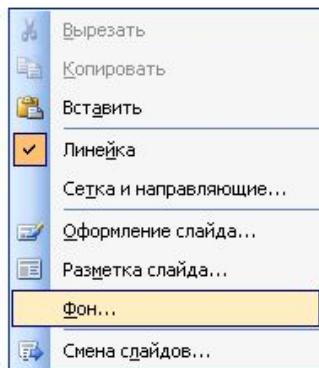 Вырезать
Копировать
Вставить
Линейка
Сетка и направляющие...
Оформление слайда...
Разметка слайда...
Фон...
Смена слайдов...